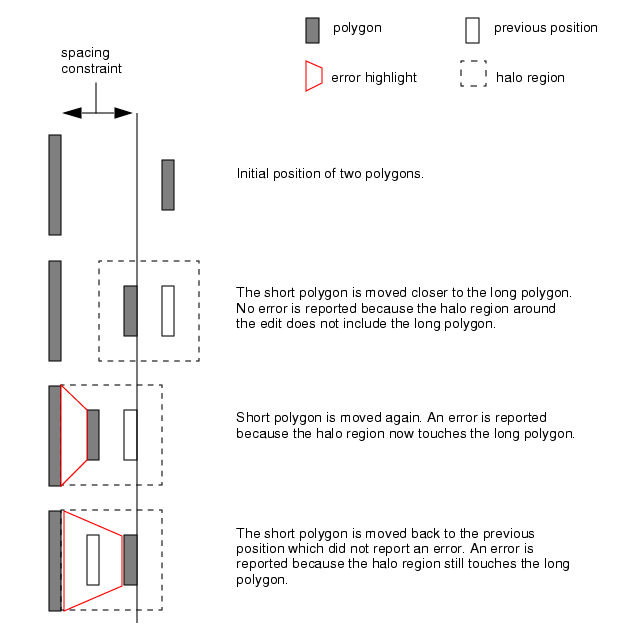 polygon
previous position
error highlight
halo region
spacing
constraint
Initial position of two polygons.
The short polygon is moved closer to the long polygon.
No error is reported because the halo region around
the edit does not include the long polygon.
Short polygon is moved again. An error is reported
because the halo region now touches the long polygon.
The short polygon is moved back to the previous
position which did not report an error. An error is
reported because the halo region still touches the long
polygon.